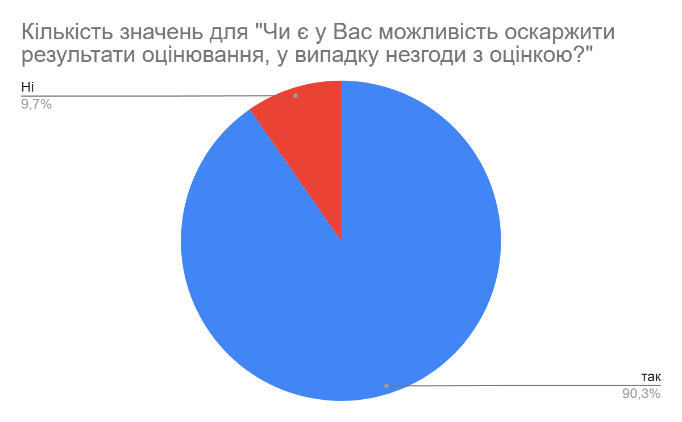 Кількість значень для "Чи є у Вас можливість оскаржити
результати оцінювання, у випадку незгоди з оцінкою?"
Ні
9,7%
так
90,3%